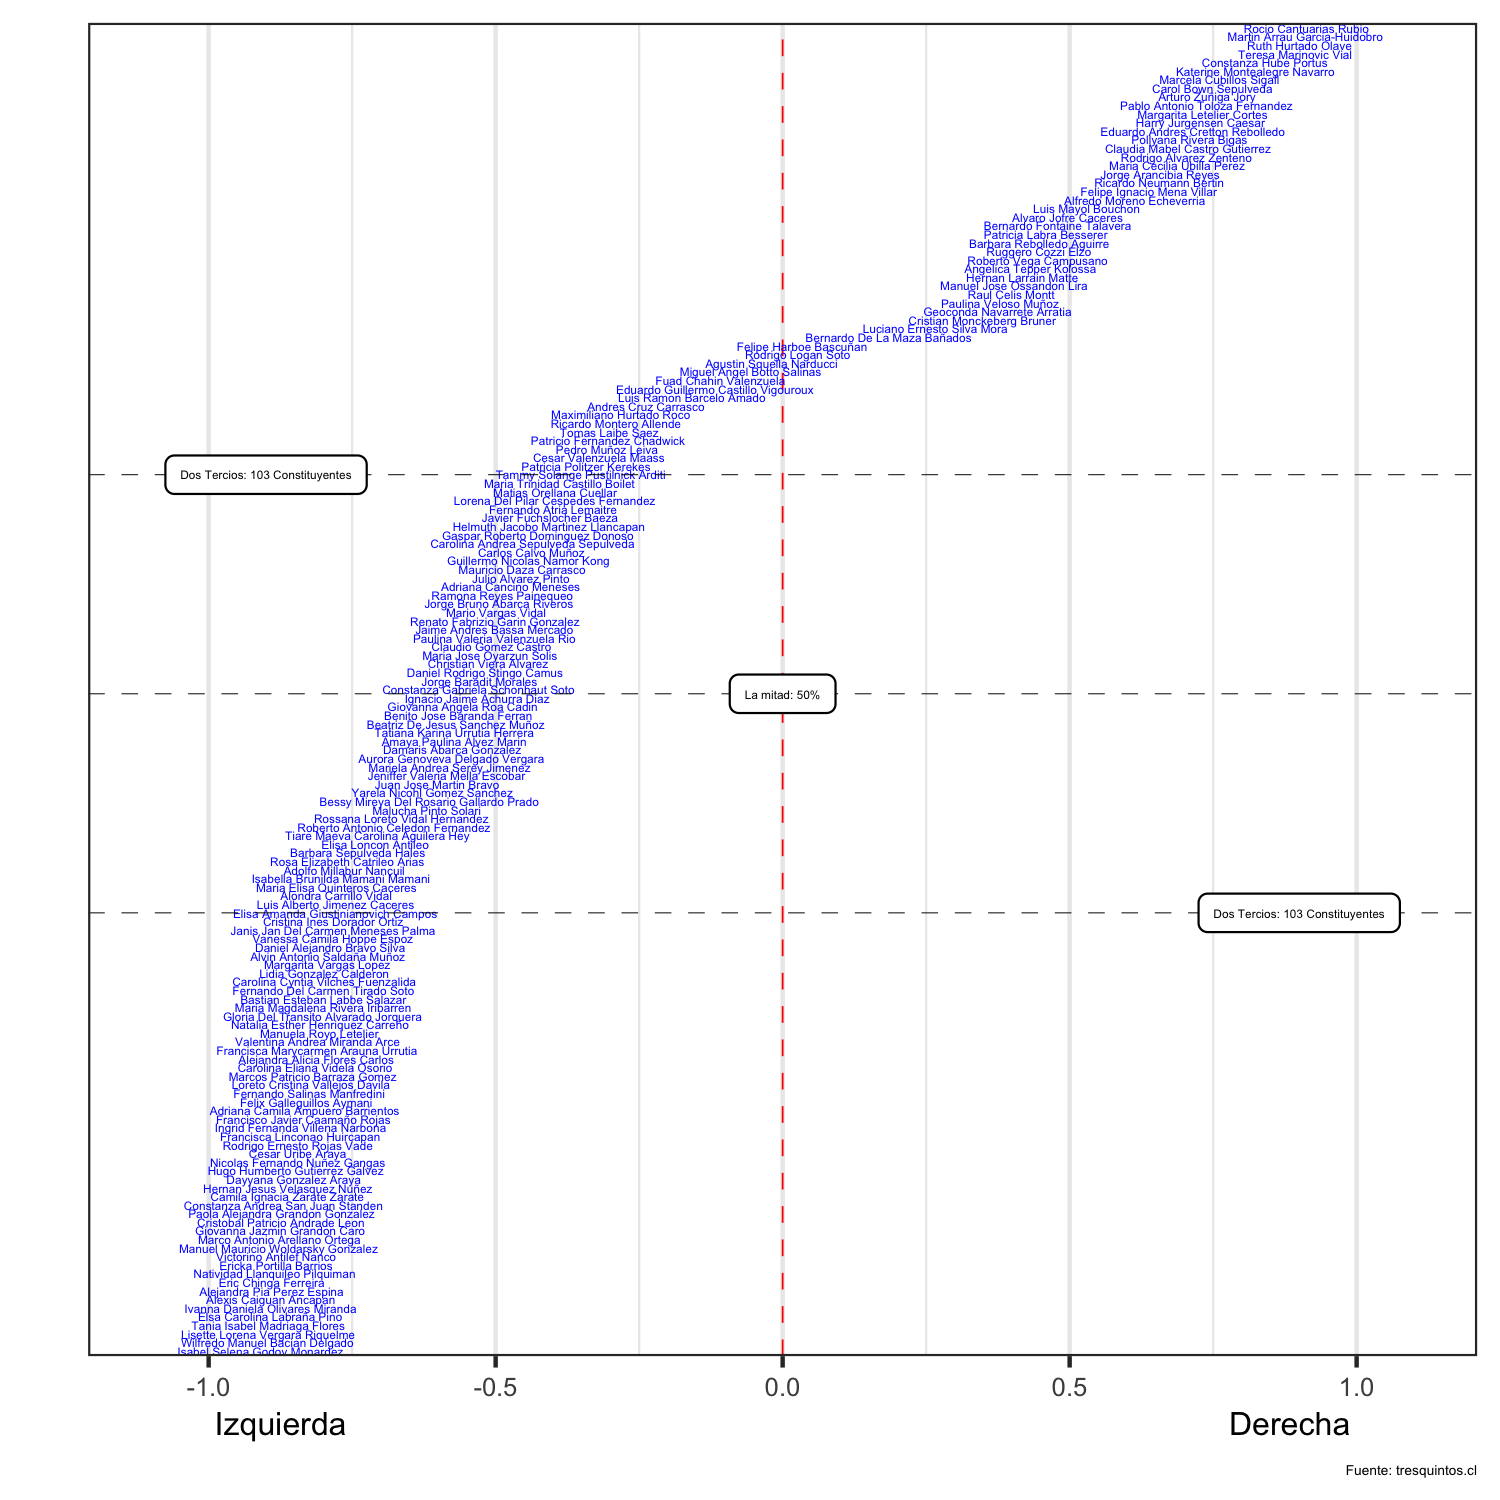 Rocio Cantuarias Rubio
Martin Arrau Garcia-Huidobro
Ruth Hurtado Olave
Teresa Marinovic Vial
Constanza Hube Portus
Katerine Montealegre Navarro
Marcela Cubillos Sigall
Carol Bown Sepulveda
Arturo Zuñiga Jory
Pablo Antonio Toloza Fernandez
Margarita Letelier Cortes
Harry Jurgensen Caesar
Eduardo Andres Cretton Rebolledo
Pollyana Rivera Bigas
Claudia Mabel Castro Gutierrez
Rodrigo Alvarez Zenteno
Maria Cecilia Ubilla Perez
Jorge Arancibia Reyes
Ricardo Neumann Bertin
Felipe Ignacio Mena Villar
Alfredo Moreno Echeverria
Luis Mayol Bouchon
Alvaro Jofre Caceres
Bernardo Fontaine Talavera
Patricia Labra Besserer
Barbara Rebolledo Aguirre
Ruggero Cozzi Elzo
Roberto Vega Campusano
Angelica Tepper Kolossa
Hernan Larrain Matte
Manuel Jose Ossandon Lira
Raul Celis Montt
Paulina Veloso Muñoz
Geoconda Navarrete Arratia
Cristian Monckeberg Bruner
Luciano Ernesto Silva Mora
Bernardo De La Maza Bañados
Felipe Harboe Bascuñan
Rodrigo Logan Soto
Agustin Squella Narducci
Miguel Angel Botto Salinas
Fuad Chahin Valenzuela
Eduardo Guillermo Castillo Vigouroux
Luis Ramon Barcelo Amado
Andres Cruz Carrasco
Maximiliano Hurtado Roco
Ricardo Montero Allende
Tomas Laibe Saez
Patricio Fernandez Chadwick
Pedro Muñoz Leiva
Cesar Valenzuela Maass
Patricia Politzer Kerekes
Dos Tercios: 103 Constituyentes
Tammy Solange Pustilnick Arditi
Maria Trinidad Castillo Boilet
Matias Orellana Cuellar
Lorena Del Pilar Cespedes Fernandez
Fernando Atria Lemaitre
Javier Fuchslocher Baeza
Helmuth Jacobo Martinez Llancapan
Gaspar Roberto Dominguez Donoso
Carolina Andrea Sepulveda Sepulveda
Carlos Calvo Muñoz
Guillermo Nicolas Namor Kong
Mauricio Daza Carrasco
Julio Alvarez Pinto
Adriana Cancino Meneses
Ramona Reyes Painequeo
Jorge Bruno Abarca Riveros
Mario Vargas Vidal
Renato Fabrizio Garin Gonzalez
Jaime Andres Bassa Mercado
Paulina Valeria Valenzuela Rio
Claudio Gomez Castro
Maria Jose Oyarzun Solis
Christian Viera Alvarez
Daniel Rodrigo Stingo Camus
Jorge Baradit Morales
Constanza Gabriela Schonhaut Soto
La mitad: 50%
Ignacio Jaime Achurra Diaz
Giovanna Angela Roa Cadin
Benito Jose Baranda Ferran
Beatriz De Jesus Sanchez Muñoz
Tatiana Karina Urrutia Herrera
Amaya Paulina Alvez Marin
Damaris Abarca Gonzalez
Aurora Genoveva Delgado Vergara
Mariela Andrea Serey Jimenez
Jeniffer Valeria Mella Escobar
Juan Jose Martin Bravo
Yarela Nicohl Gomez Sanchez
Bessy Mireya Del Rosario Gallardo Prado
Malucha Pinto Solari
Rossana Loreto Vidal Hernandez
Roberto Antonio Celedon Fernandez
Tiare Maeva Carolina Aguilera Hey
Elisa Loncon Antileo
Barbara Sepulveda Hales
Rosa Elizabeth Catrileo Arias
Adolfo Millabur Ñancuil
Isabella Brunilda Mamani Mamani
Maria Elisa Quinteros Caceres
Alondra Carrillo Vidal
Luis Alberto Jimenez Caceres
Elisa Amanda Giustinianovich Campos
Dos Tercios: 103 Constituyentes
Cristina Ines Dorador Ortiz
Janis Jan Del Carmen Meneses Palma
Vanessa Camila Hoppe Espoz
Daniel Alejandro Bravo Silva
Alvin Antonio Saldaña Muñoz
Margarita Vargas Lopez
Lidia Gonzalez Calderon
Carolina Cyntia Vilches Fuenzalida
Fernando Del Carmen Tirado Soto
Bastian Esteban Labbe Salazar
Maria Magdalena Rivera Iribarren
Gloria Del Transito Alvarado Jorquera
Natalia Esther Henriquez Carreño
Manuela Royo Letelier
Valentina Andrea Miranda Arce
Francisca Marycarmen Arauna Urrutia
Alejandra Alicia Flores Carlos
Carolina Eliana Videla Osorio
Marcos Patricio Barraza Gomez
Loreto Cristina Vallejos Davila
Fernando Salinas Manfredini
Felix Galleguillos Aymani
Adriana Camila Ampuero Barrientos
Francisco Javier Caamaño Rojas
Ingrid Fernanda Villena Narbona
Francisca Linconao Huircapan
Rodrigo Ernesto Rojas Vade
Cesar Uribe Araya
Nicolas Fernando Nuñez Gangas
Hugo Humberto Gutierrez Galvez
Dayyana Gonzalez Araya
Hernan Jesus Velasquez Nuñez
Camila Ignacia Zarate Zarate
Constanza Andrea San Juan Standen
Paola Alejandra Grandon Gonzalez
Cristobal Patricio Andrade Leon
Giovanna Jazmin Grandon Caro
Marco Antonio Arellano Ortega
Manuel Mauricio Woldarsky Gonzalez
Victorino Antilef Ñanco
Ericka Portilla Barrios
Natividad Llanquileo Pilquiman
Eric Chinga Ferreira
Alejandra Pia Perez Espina
Alexis Caiguan Ancapan
Ivanna Daniela Olivares Miranda
Elsa Carolina Labraña Pino
Tania Isabel Madriaga Flores
Lisette Lorena Vergara Riquelme
Wilfredo Manuel Bacian Delgado
Isabel Selena Godoy Monardez
-1.0 -0.5 0.0 0.5 1.0
Izquierda Derecha
Fuente: tresquintos.cl